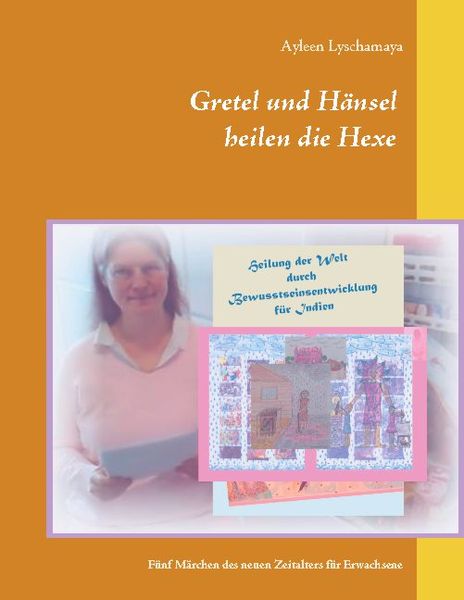 Ayleen Lyschamaya
Gretel und Hänsel
heilen die Hexe
Heilung der Welt
durch
Bewusstseinsentwicklung
für Indien
Fünf Märchen des neuen Zeitalters für Erwachsene